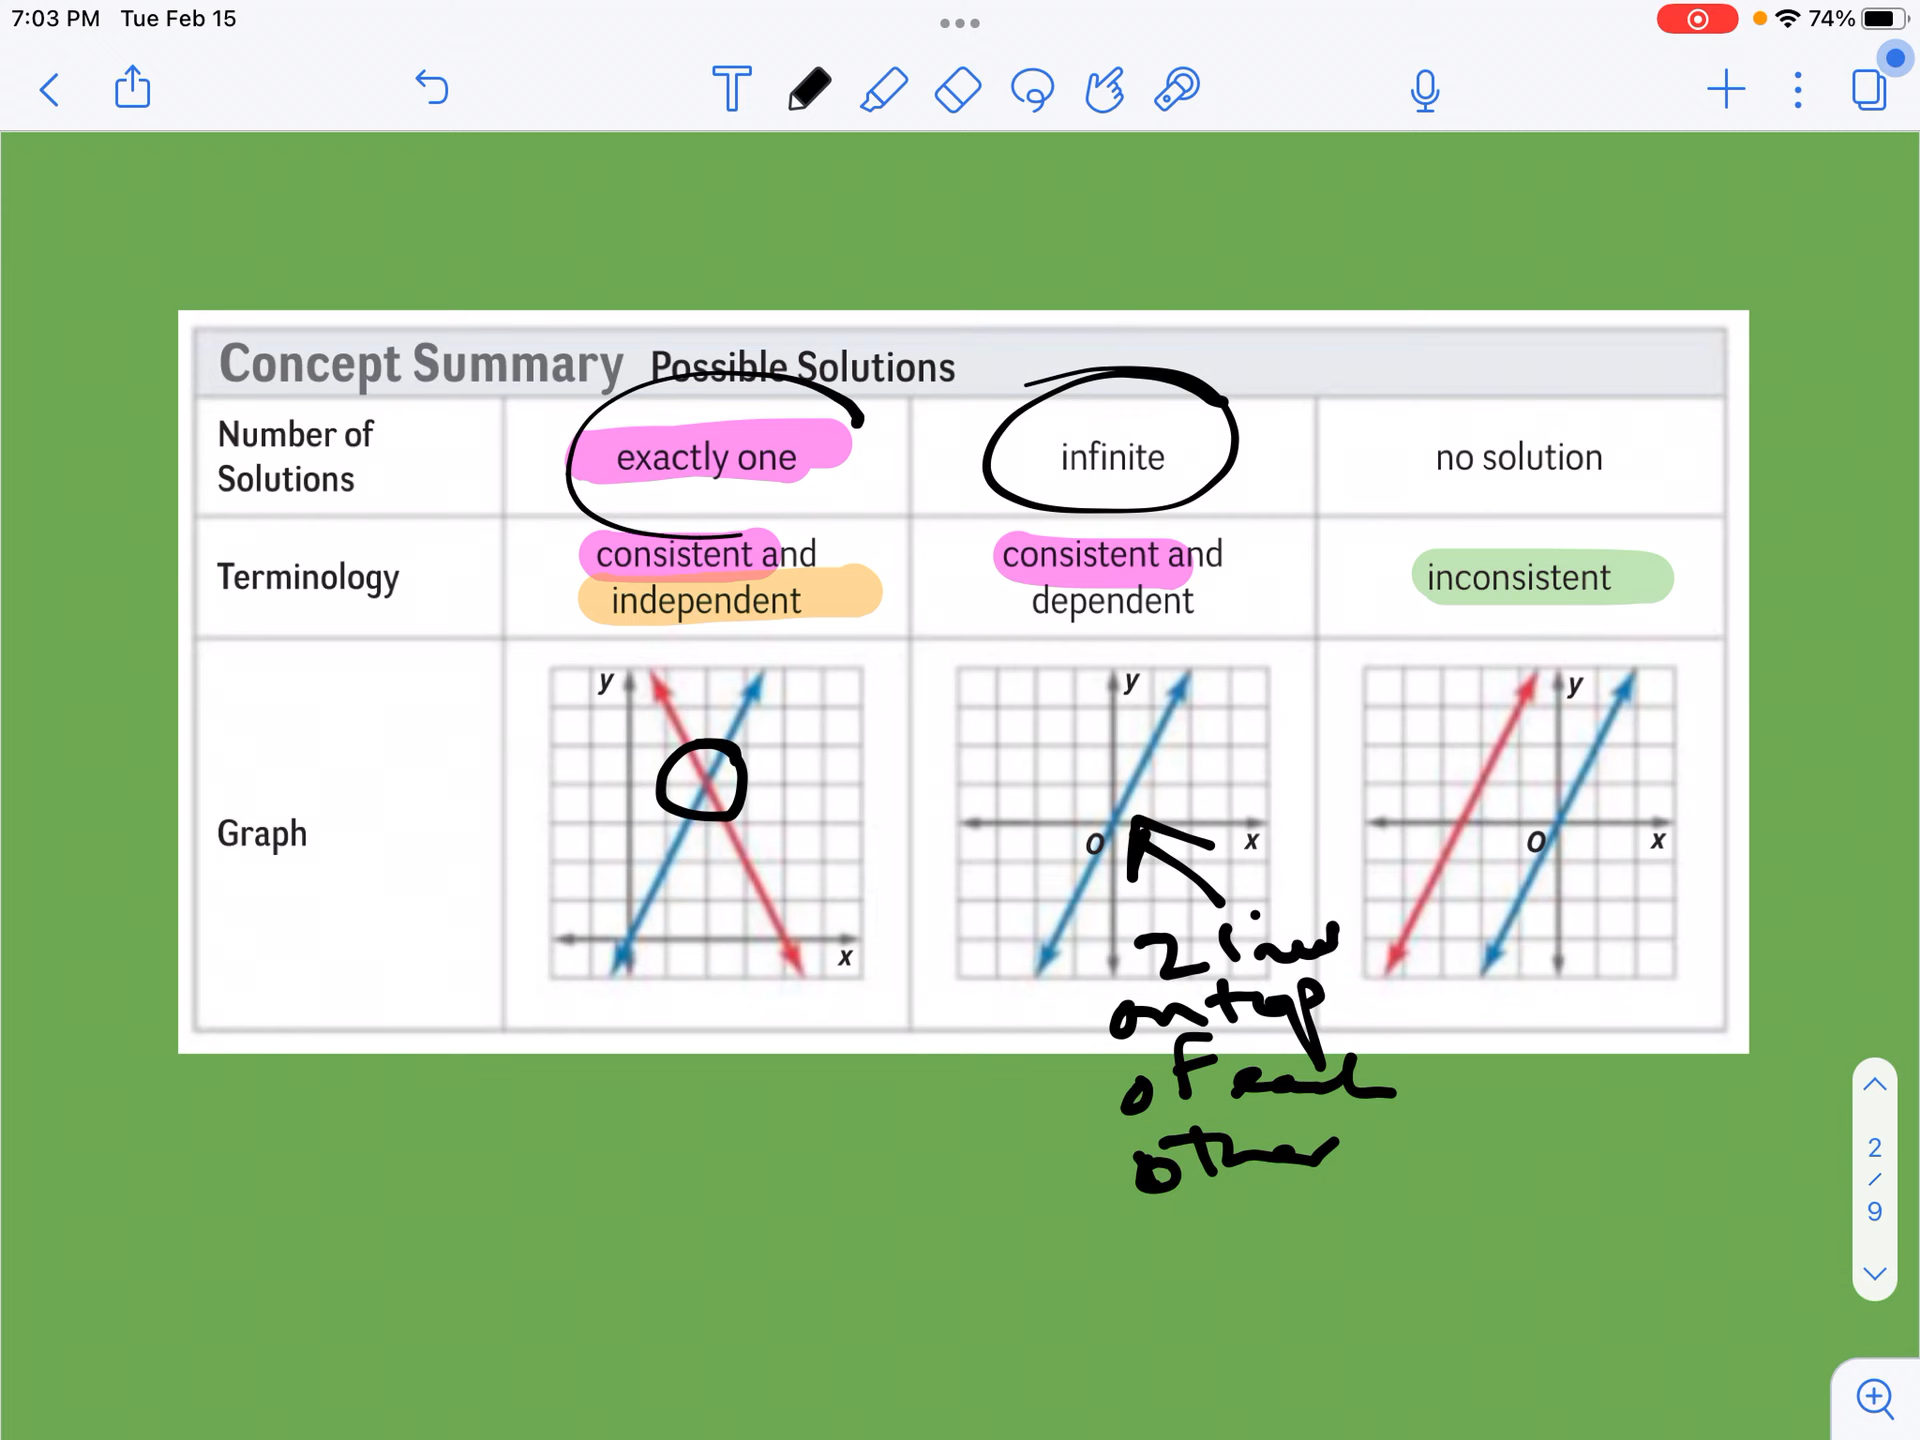 7:03 PM Tue Feb 15
74%
Concept Summary Possible Solutions
Number of
Solutions
exactly one
infinite
no solution
Terminology
consistent and
independent
consistent and
dependent
inconsistent
Graph
y
x
y
O
x
y
O
x
2 lines
on top
of each
other
2
/
9